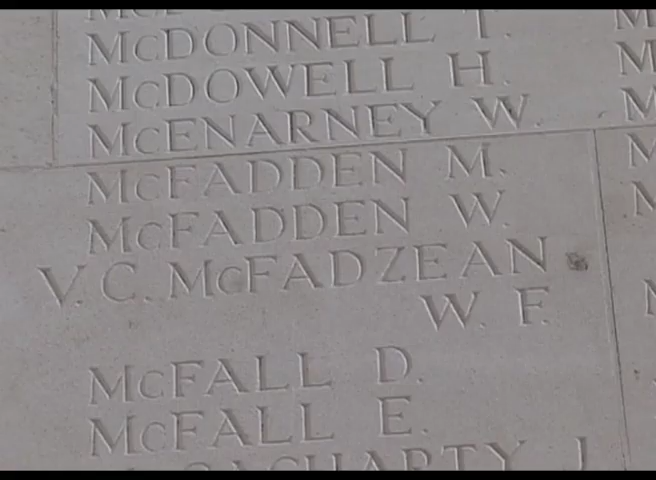 McDONNELL T.
McDOWELL H.
McENARNEY W.
McFADDEN M.
McFADDEN W.
V.C. McFADZEAN
W. F.
McFALL D.
McFALL E.
J